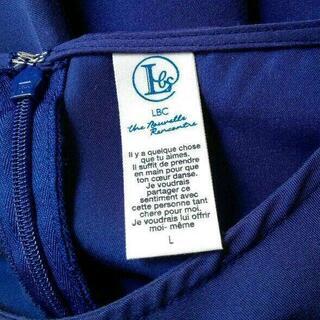 Lbs
LBC
une Nouvelle
Rencontre
Il y a quelque chose
que tu aimes.
Il suffit de prendre
en main pour que
ton cœur danse.
Je voudrais
partager ce
sentiment avec
cette personne tant
chère pour moi.
Je voudrais lui offrir
moi- même
L